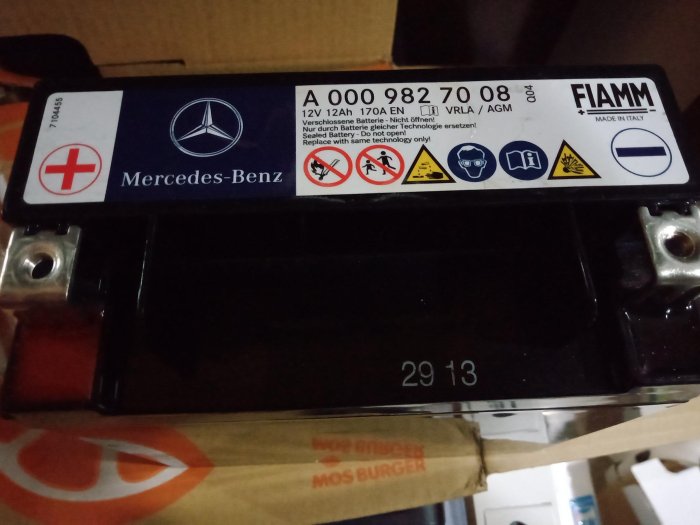 7104455
Mercedes-Benz
A 000 982 70 08
004
12V 12Ah 170A EN VRLA / AGM
Verschlossene Batterie - Nicht öffnen!
Nur durch Batterie gleicher Technologie ersetzen!
Sealed Battery - Do not open!
Replace with same technology only!
FIAMM
MADE IN ITALY
29 13
MOS BURGER
MOS BURGER